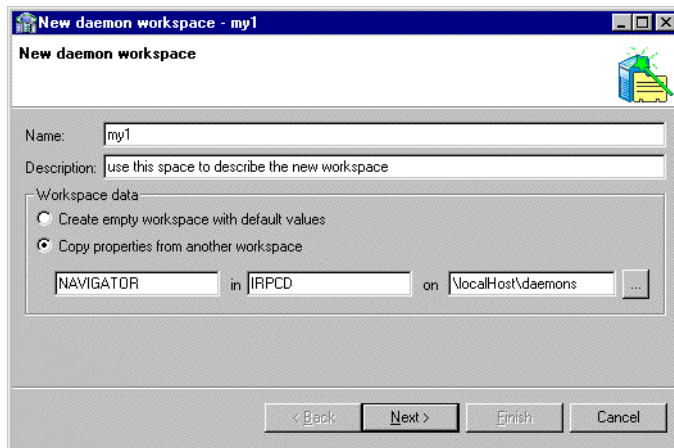 New daemon workspace - my1
New daemon workspace
Name: my1
Description: use this space to describe the new workspace
Workspace data
Create empty workspace with default values
Copy properties from another workspace
NAVIGATOR in IRPCD on \localHost\daemons ...
< Back Next > Finish Cancel